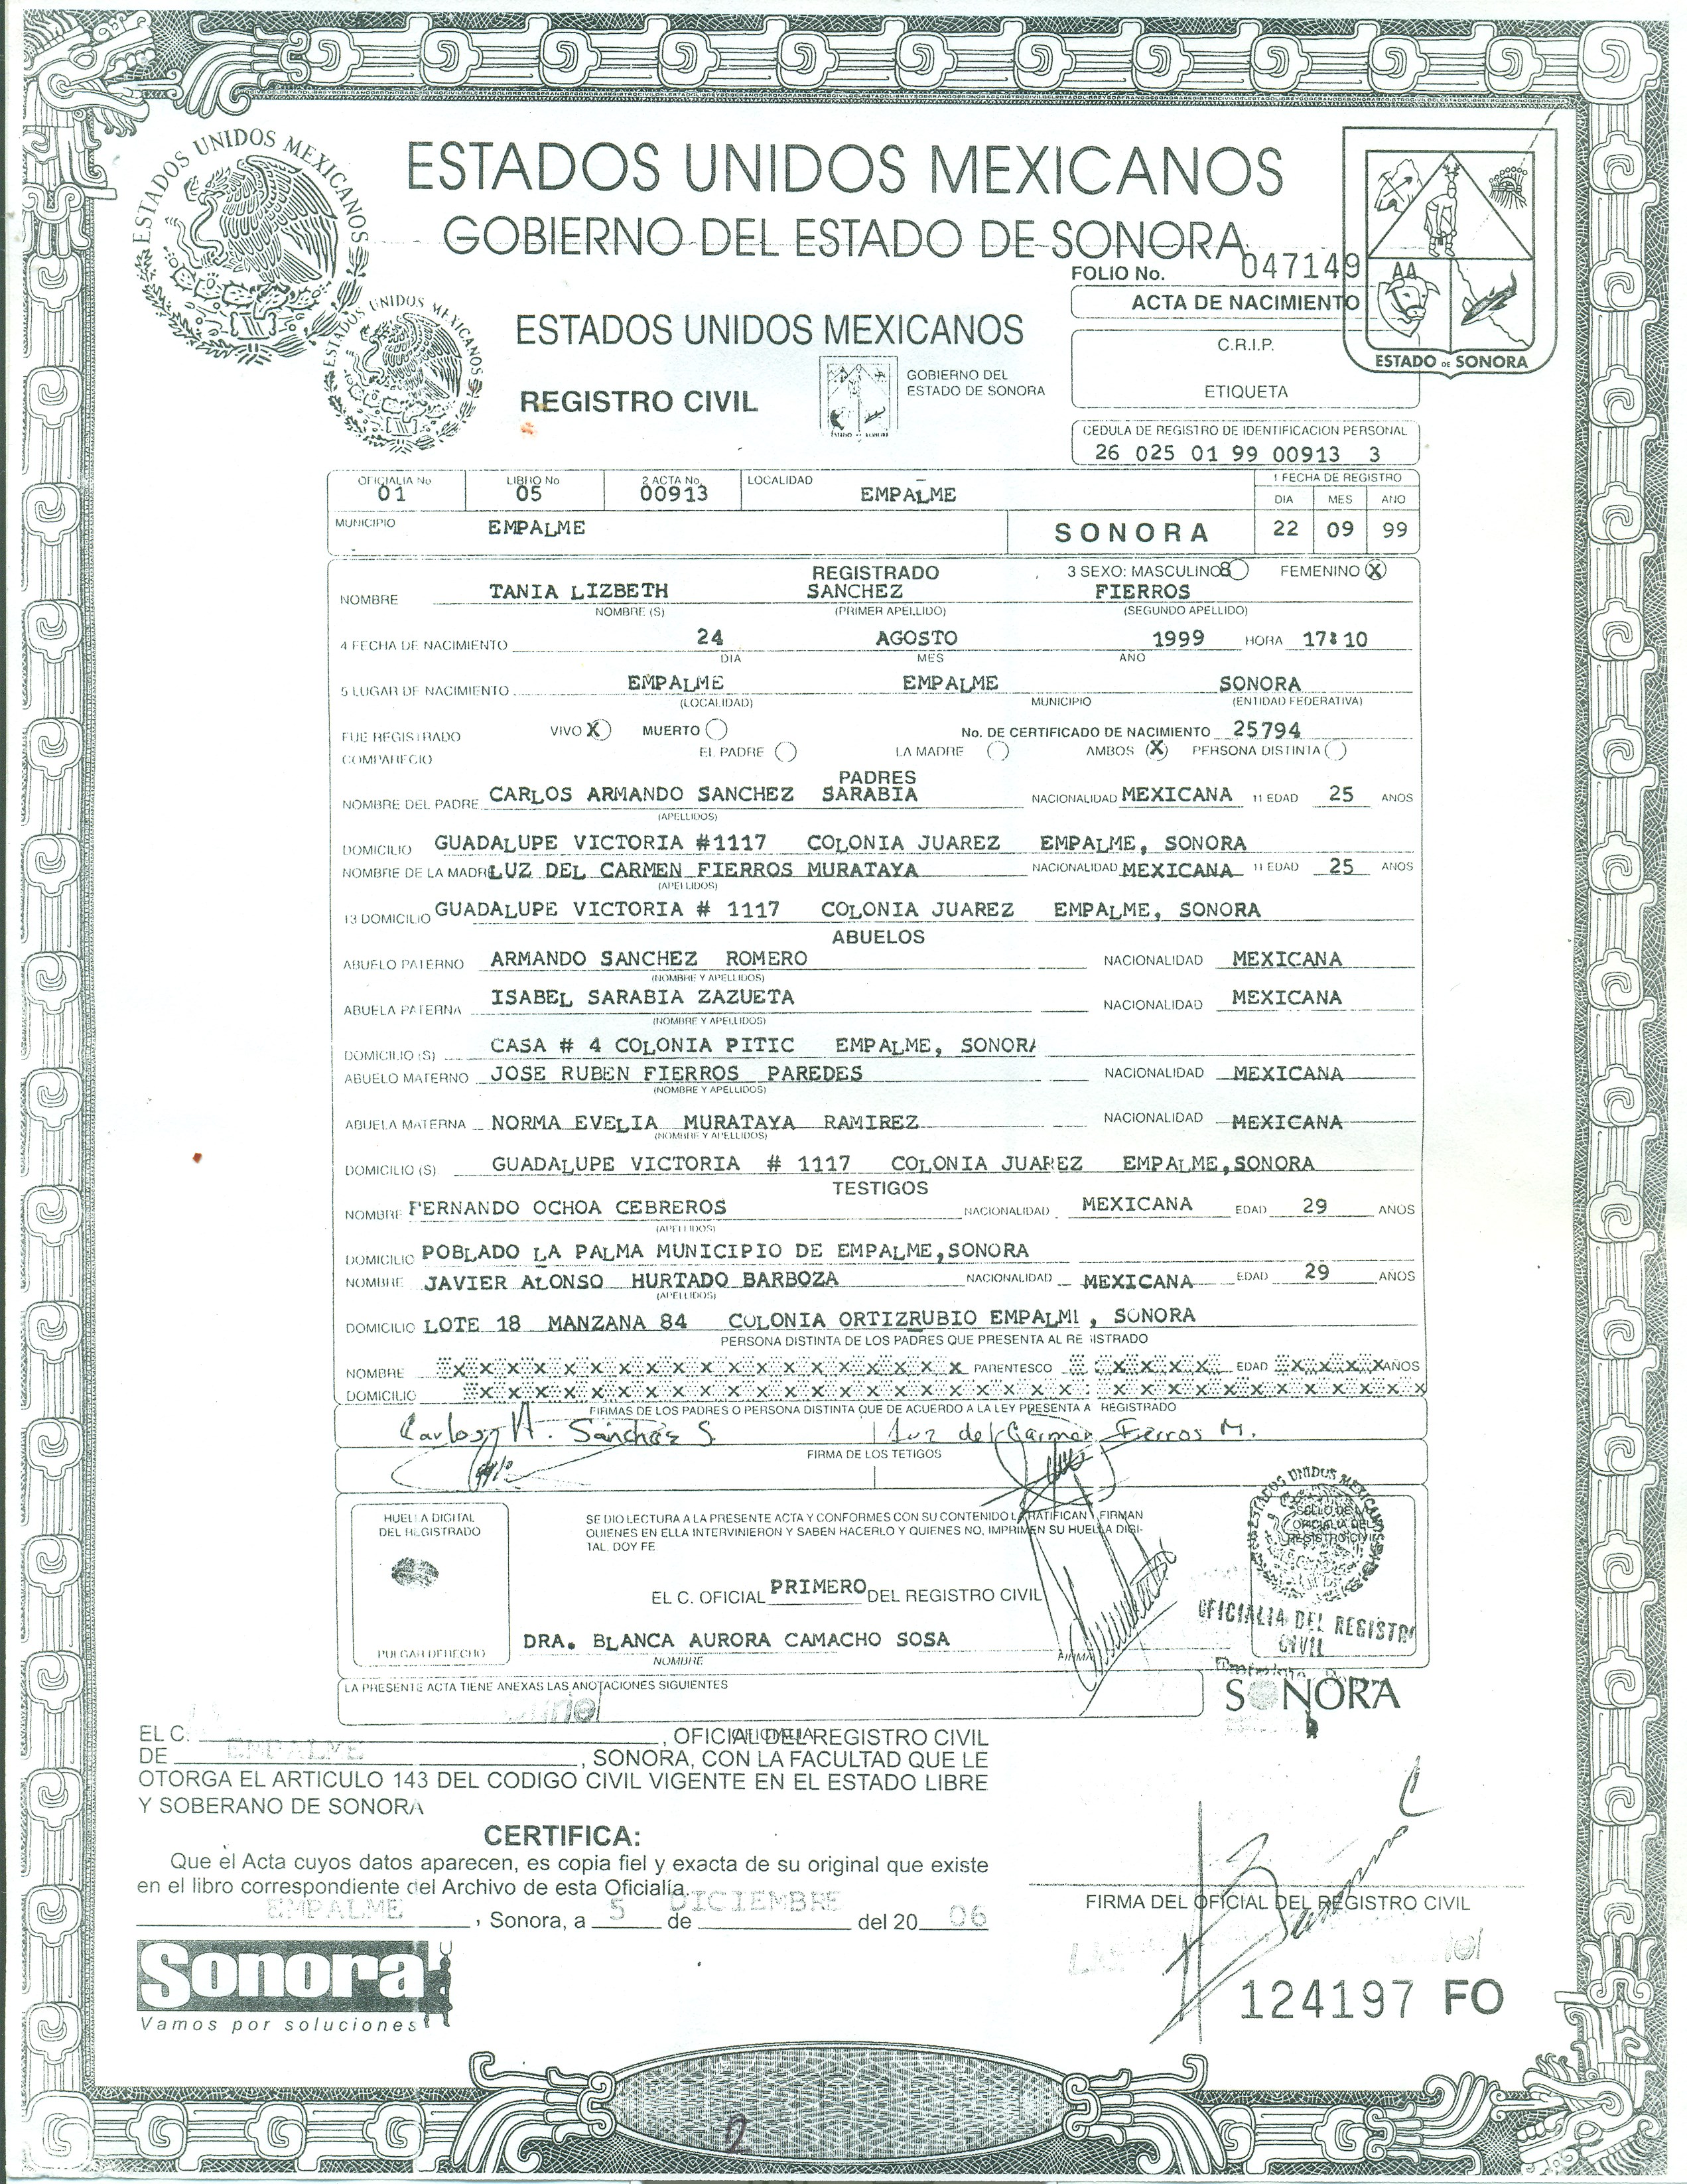 ESTADOS UNIDOS MEXICANOS
ESTADOS UNIDOS MEXICANOS
GOBIERNO DEL ESTADO DE SONORA
FOLIO No. 047149
ACTA DE NACIMIENTO
ESTADO DE SONORA
ESTADOS UNIDOS MEXICANOS
ESTADOS UNIDOS MEXICANOS
C.R.I.P.
ETIQUETA
REGISTRO CIVIL
GOBIERNO DEL
ESTADO DE SONORA
CEDULA DE REGISTRO DE IDENTIFICACION PERSONAL
26 025 01 99 00913 3
OFICIALIA No LIBRO No 2 ACTA No. LOCALIDAD 1 FECHA DE REGISTRO
01 05 00913 EMPALME DIA MES AÑO
MUNICIPIO EMPALME SONORA 22 09 99
REGISTRADO 3 SEXO: MASCULINO FEMENINO X
NOMBRE TANIA LIZBETH SANCHEZ FIERROS
NOMBRE (S) (PRIMER APELLIDO) (SEGUNDO APELLIDO)
4 FECHA DE NACIMIENTO 24 AGOSTO 1999 HORA 17:10
DIA MES AÑO
5 LUGAR DE NACIMIENTO EMPALME EMPALME SONORA
(LOCALIDAD) MUNICIPIO (ENTIDAD FEDERATIVA)
FUE REGISTRADO VIVO X MUERTO No. DE CERTIFICADO DE NACIMIENTO 25794
COMPARECIO EL PADRE LA MADRE AMBOS X PERSONA DISTINTA
PADRES
NOMBRE DEL PADRE CARLOS ARMANDO SANCHEZ SARABIA NACIONALIDAD MEXICANA 11 EDAD 25 AÑOS
(APELLIDOS)
DOMICILIO GUADALUPE VICTORIA #1117 COLONIA JUAREZ EMPALME, SONORA
NOMBRE DE LA MADR LUZ DEL CARMEN FIERROS MURATAYA NACIONALIDAD MEXICANA 11 EDAD 25 AÑOS
(APELLIDOS)
13 DOMICILIO GUADALUPE VICTORIA # 1117 COLONIA JUAREZ EMPALME, SONORA
ABUELOS
ABUELO PATERNO ARMANDO SANCHEZ ROMERO NACIONALIDAD MEXICANA
(NOMBRE Y APELLIDOS)
ABUELA PATERNA ISABEL SARABIA ZAZUETA NACIONALIDAD MEXICANA
(NOMBRE Y APELLIDOS)
DOMICILIO (S) CASA # 4 COLONIA PITIC EMPALME, SONORA
ABUELO MATERNO JOSE RUBEN FIERROS PAREDES NACIONALIDAD MEXICANA
(NOMBRE Y APELLIDOS)
ABUELA MATERNA NORMA EVELIA MURATAYA RAMIREZ NACIONALIDAD MEXICANA
(NOMBRE Y APELLIDOS)
DOMICILIO (S) GUADALUPE VICTORIA # 1117 COLONIA JUAREZ EMPALME, SONORA
TESTIGOS
NOMBRE FERNANDO OCHOA CEBREROS NACIONALIDAD MEXICANA EDAD 29 AÑOS
(APELLIDOS)
DOMICILIO POBLADO LA PALMA MUNICIPIO DE EMPALME, SONORA
NOMBRE JAVIER ALONSO HURTADO BARBOZA NACIONALIDAD MEXICANA EDAD 29 AÑOS
(APELLIDOS)
DOMICILIO LOTE 18 MANZANA 84 COLONIA ORTIZRUBIO EMPALME, SONORA
PERSONA DISTINTA DE LOS PADRES QUE PRESENTA AL REGISTRADO
NOMBRE x x x x x x x x x x x x x x x x x x x PARENTESCO x x x x EDAD x x x x x AÑOS
DOMICILIO x x x x x x x x x x x x x x x x x x x x x x x x x x x x x x x x x x
FIRMAS DE LOS PADRES O PERSONA DISTINTA QUE DE ACUERDO A LA LEY PRESENTA A REGISTRADO
Carlos A. Sánchez S. Luz del Carmen Fierros M.
FIRMA DE LOS TETIGOS
HUELLA DIGITAL
DEL REGISTRADO
PULGAR DERECHO
SE DIO LECTURA A LA PRESENTE ACTA Y CONFORMES CON SU CONTENIDO LA RATIFICAN Y FIRMAN
QUIENES EN ELLA INTERVINIERON Y SABEN HACERLO Y QUIENES NO, IMPRIMEN SU HUELLA DIGI-
TAL. DOY FE.
EL C. OFICIAL PRIMERO DEL REGISTRO CIVIL
DRA. BLANCA AURORA CAMACHO SOSA
NOMBRE FIRMA
ESTADOS UNIDOS MEXICANOS
SELLO DE LA
OFICIALIA DEL
REGISTRO CIVIL
OFICIALIA DEL REGISTRO
CIVIL
SONORA
LA PRESENTE ACTA TIENE ANEXAS LAS ANOTACIONES SIGUIENTES
EL C. , OFICIAL DEL REGISTRO CIVIL
DE EMPALME , SONORA, CON LA FACULTAD QUE LE
OTORGA EL ARTICULO 143 DEL CODIGO CIVIL VIGENTE EN EL ESTADO LIBRE
Y SOBERANO DE SONORA
CERTIFICA:
Que el Acta cuyos datos aparecen, es copia fiel y exacta de su original que existe
en el libro correspondiente del Archivo de esta Oficialía.
EMPALME , Sonora, a 5 de DICIEMBRE del 20 06
FIRMA DEL OFICIAL DEL REGISTRO CIVIL
Sonora
Vamos por soluciones
124197 FO
2